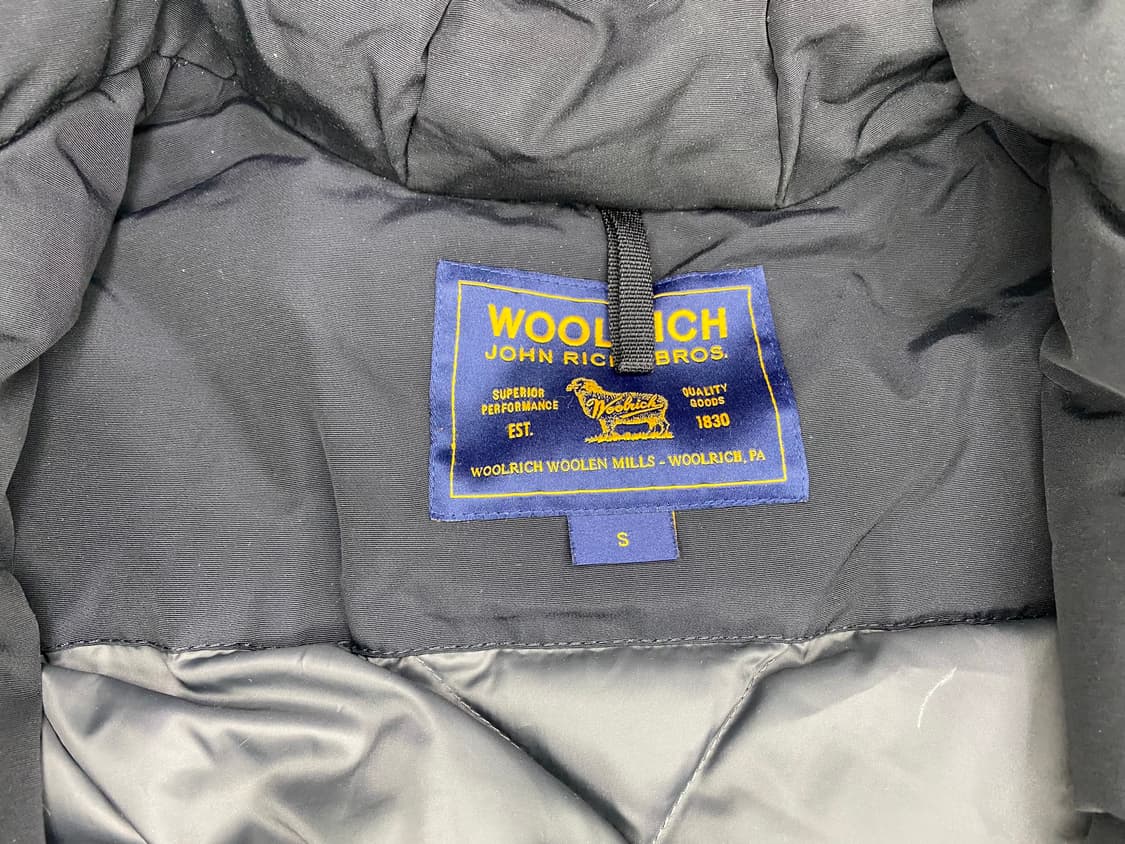 WOOLRICH
JOHN RICH BROS.
SUPERIOR
PERFORMANCE
EST.
Woolrich
QUALITY
GOODS
1830
WOOLRICH WOOLEN MILLS - WOOLRICH, PA
S